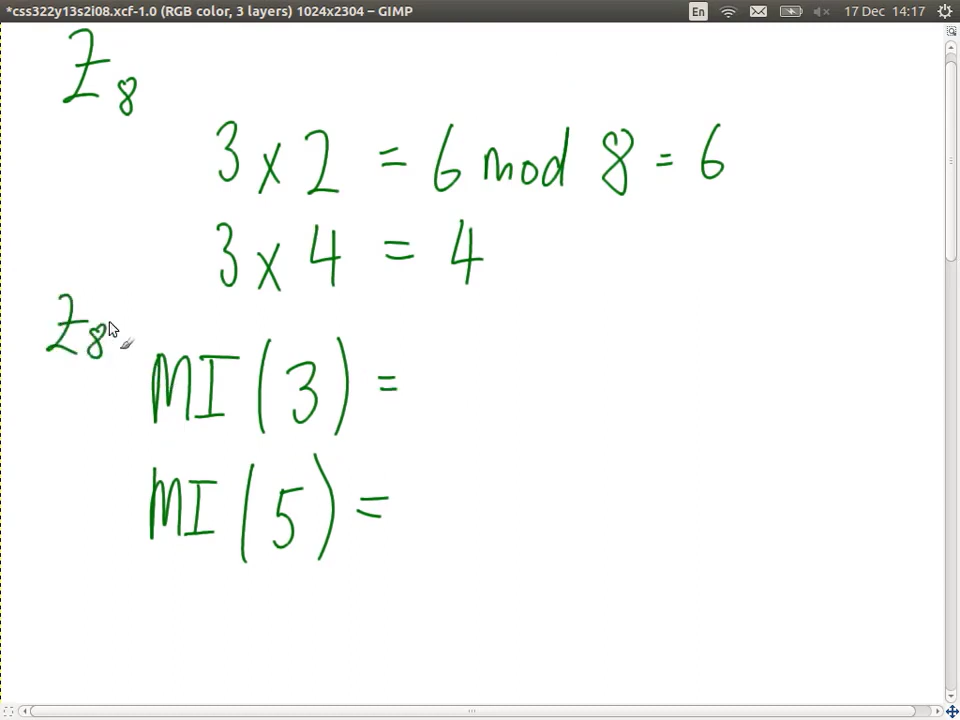 *css322y13s2i08.xcf-1.0 (RGB color, 3 layers) 1024x2304 – GIMP
En
17 Dec 14:17
Z8
3 x 2 = 6 mod 8 = 6
3 x 4 = 4
Z8
MI (3) =
MI (5) =